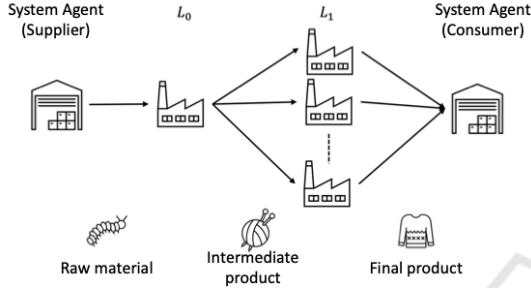 System Agent
(Supplier)
L₀
L₁
System Agent
(Consumer)
Raw material
Intermediate
product
Final product